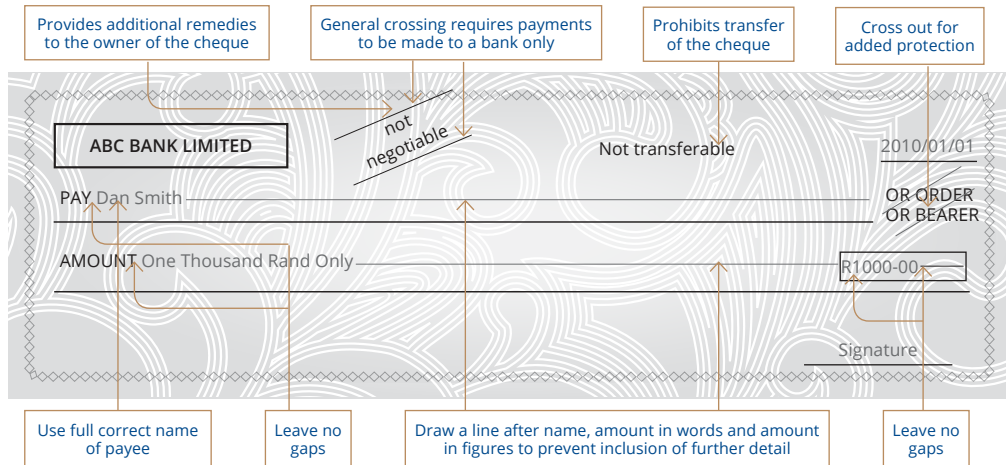 Provides additional remedies
to the owner of the cheque
General crossing requires payments
to be made to a bank only
Prohibits transfer
of the cheque
Cross out for
added protection
not
negotiable
ABC BANK LIMITED
Not transferable
2010/01/01
PAY Dan Smith
OR ORDER
OR BEARER
AMOUNT One Thousand Rand Only
R1000-00
Signature
Use full correct name
of payee
Leave no
gaps
Draw a line after name, amount in words and amount
in figures to prevent inclusion of further detail
Leave no
gaps